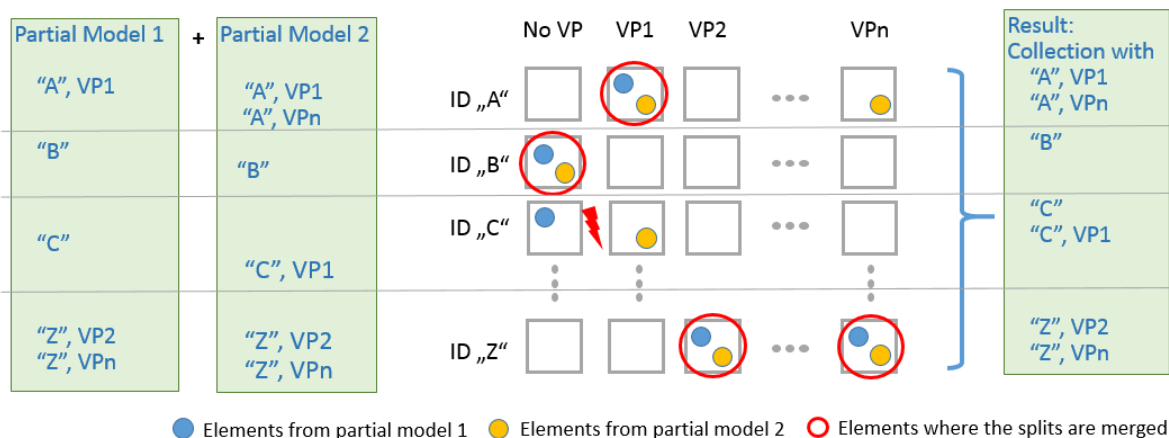 Partial Model 1 + Partial Model 2
No VP VP1 VP2 VPn
Result:
Collection with
"A", VP1
"A", VP1
"A", VPn
ID „A“
"A", VP1
"A", VPn
"B"
"B"
ID „B“
"B"
"C"
"C", VP1
ID „C“
"C"
"C", VP1
"Z", VP2
"Z", VPn
"Z", VP2
"Z", VPn
ID „Z“
"Z", VP2
"Z", VPn
Elements from partial model 1 Elements from partial model 2 Elements where the splits are merged